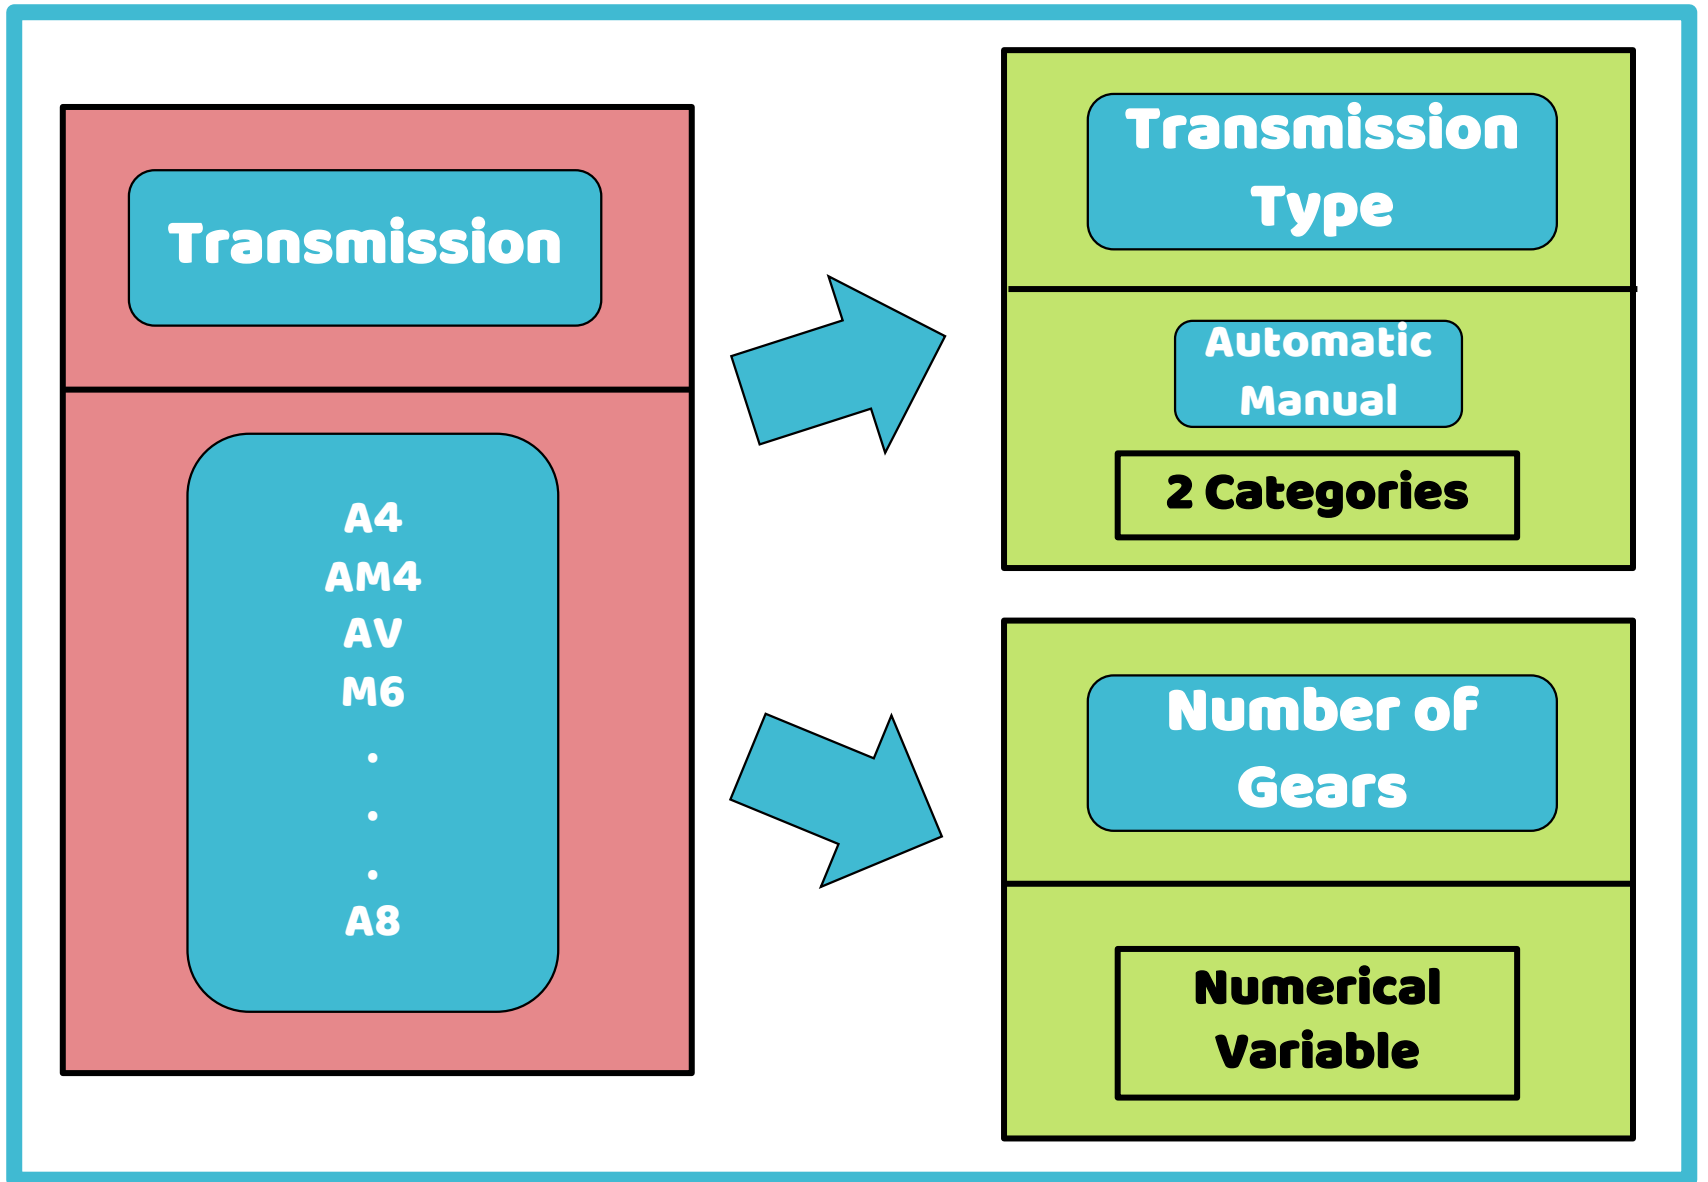 Transmission
A4
AM4
AV
M6
.
.
.
A8
Transmission
Type
Automatic
Manual
2 Categories
Number of
Gears
Numerical
Variable